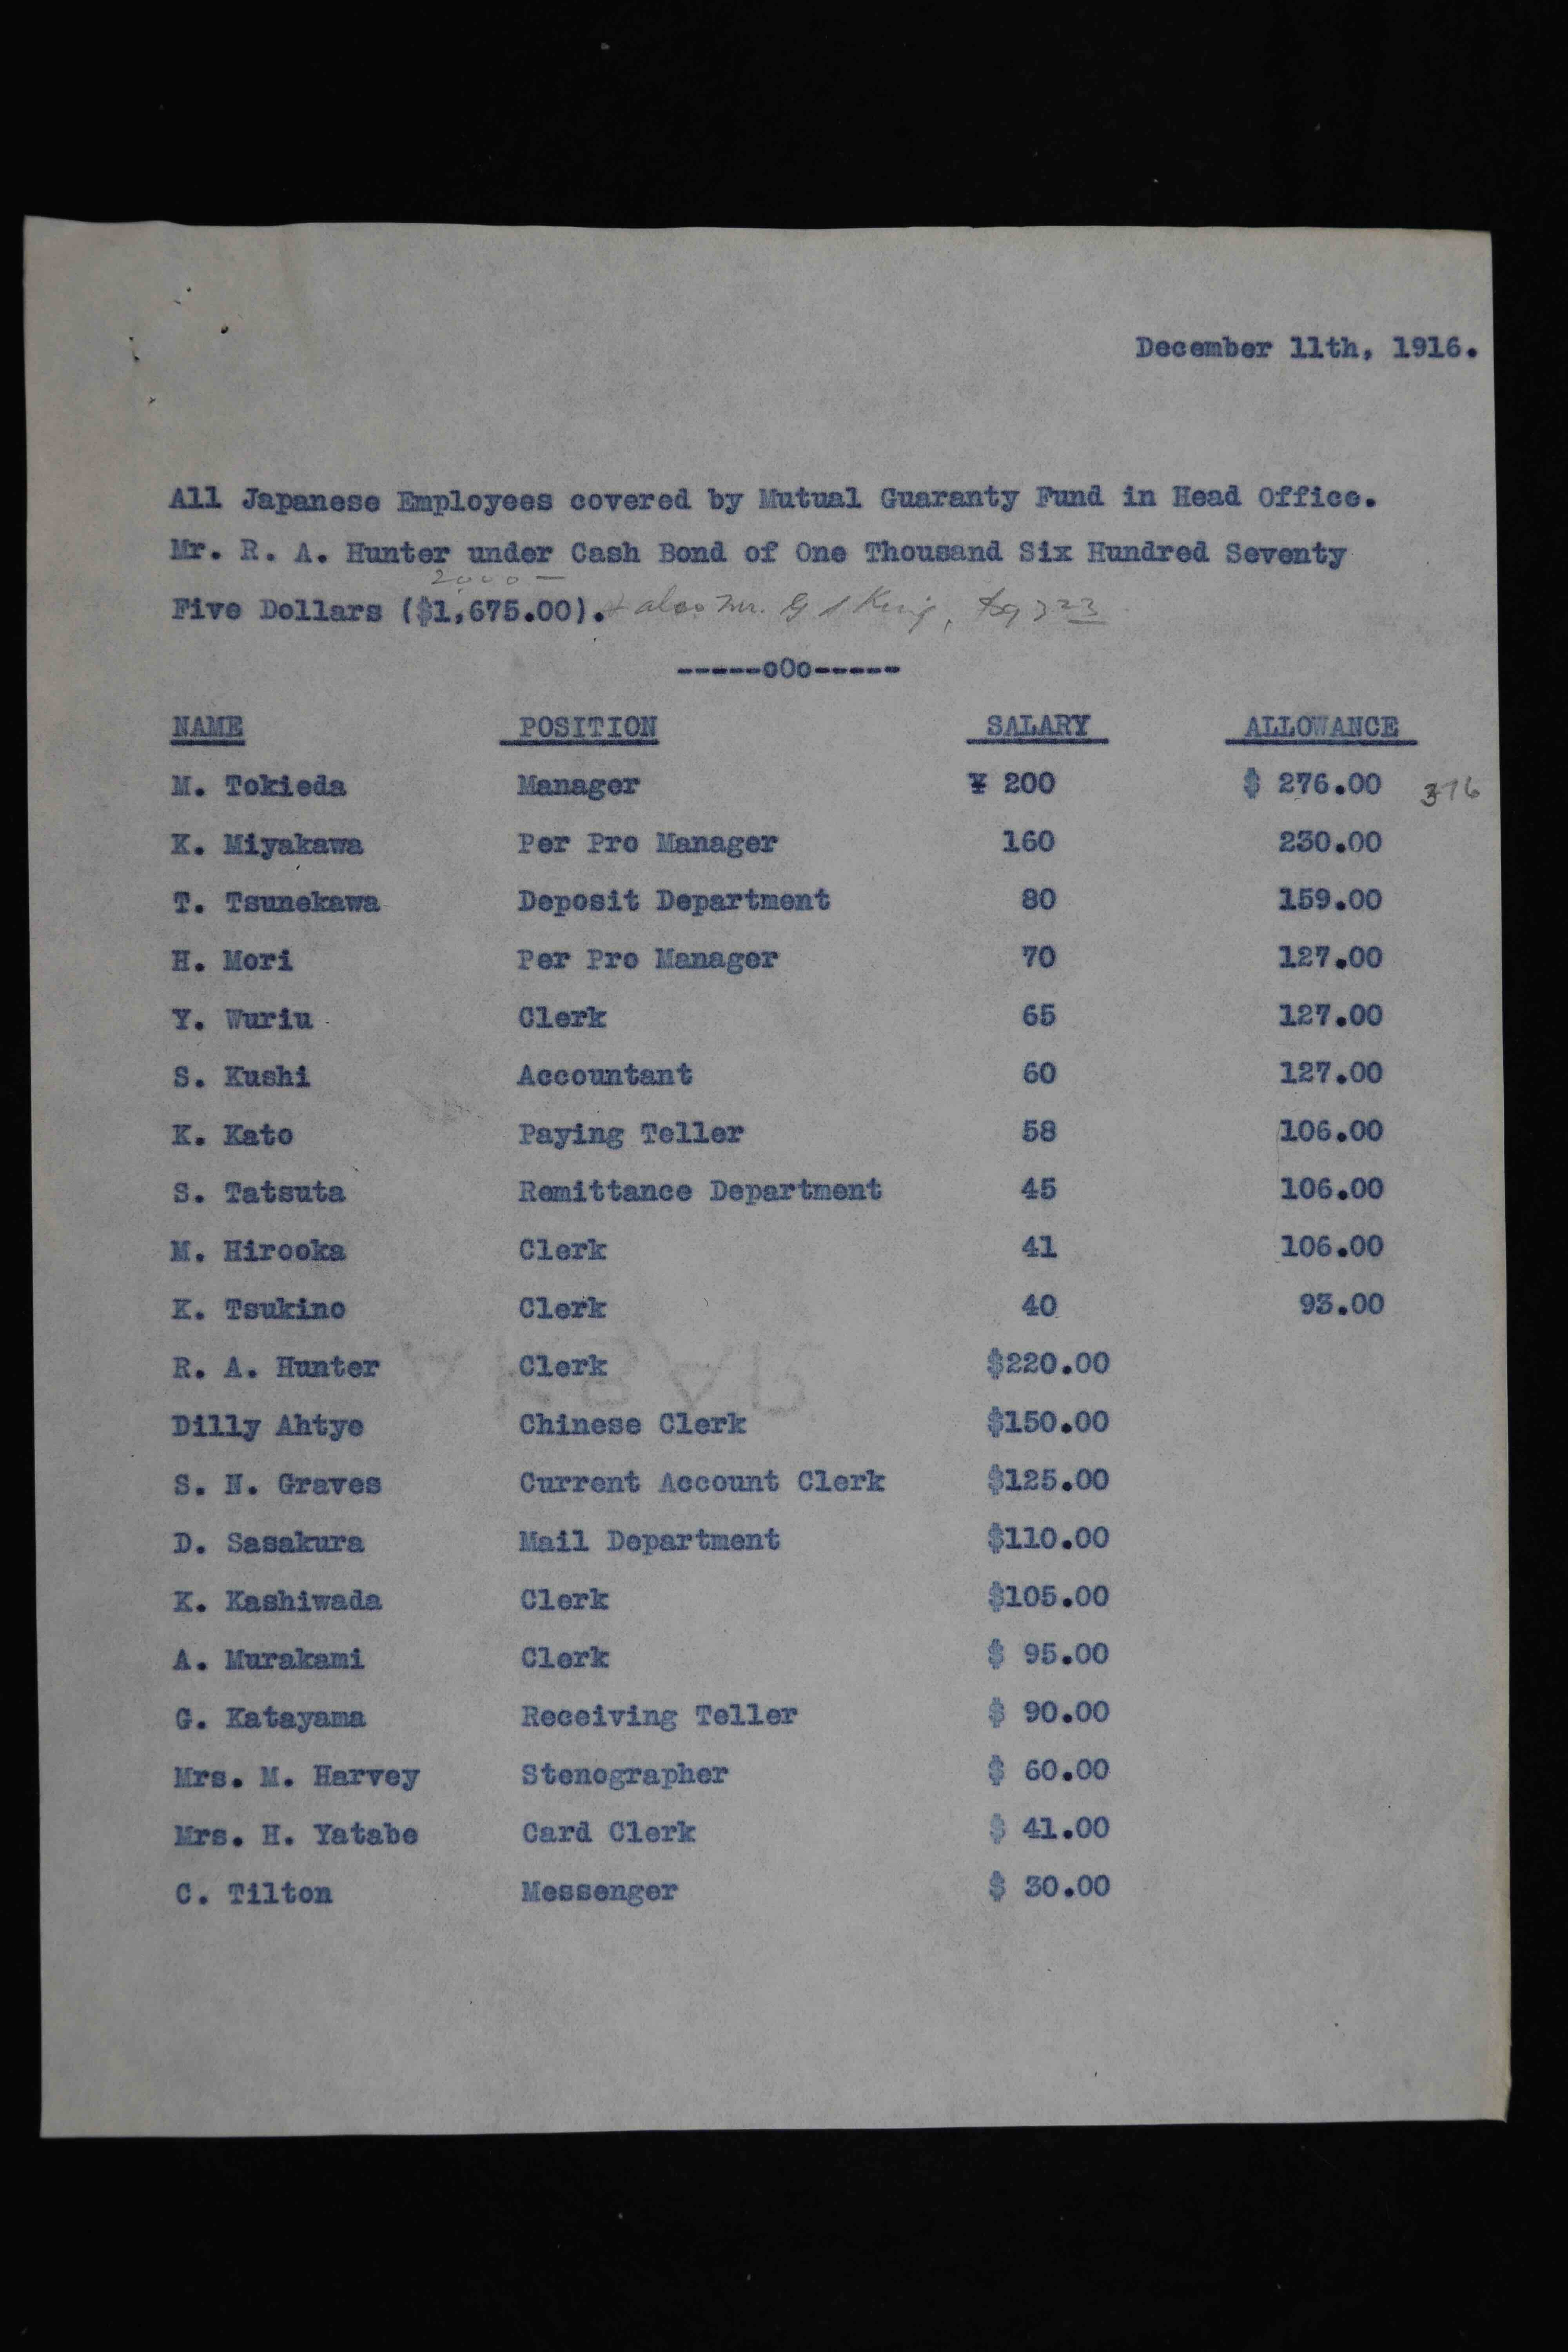 December 11th, 1916.
All Japanese Employees covered by Mutual Guaranty Fund in Head Office.
Mr. R. A. Hunter under Cash Bond of One Thousand Six Hundred Seventy
2000 —
Five Dollars ($1,675.00). also Mr. G S King,
-----oOo-----
NAME POSITION SALARY ALLOWANCE
M. Tokieda Manager ¥ 200 $ 276.00 376
K. Miyakawa Per Pro Manager 160 230.00
T. Tsunekawa Deposit Department 80 159.00
H. Mori Per Pro Manager 70 127.00
Y. Wuriu Clerk 65 127.00
S. Kushi Accountant 60 127.00
K. Kato Paying Teller 58 106.00
S. Tatsuta Remittance Department 45 106.00
M. Hirooka Clerk 41 106.00
K. Tsukino Clerk 40 93.00
R. A. Hunter Clerk $220.00
Dilly Ahtye Chinese Clerk $150.00
S. N. Graves Current Account Clerk $125.00
D. Sasakura Mail Department $110.00
K. Kashiwada Clerk $105.00
A. Murakami Clerk $ 95.00
G. Katayama Receiving Teller $ 90.00
Mrs. M. Harvey Stenographer $ 60.00
Mrs. H. Yatabe Card Clerk $ 41.00
C. Tilton Messenger $ 30.00